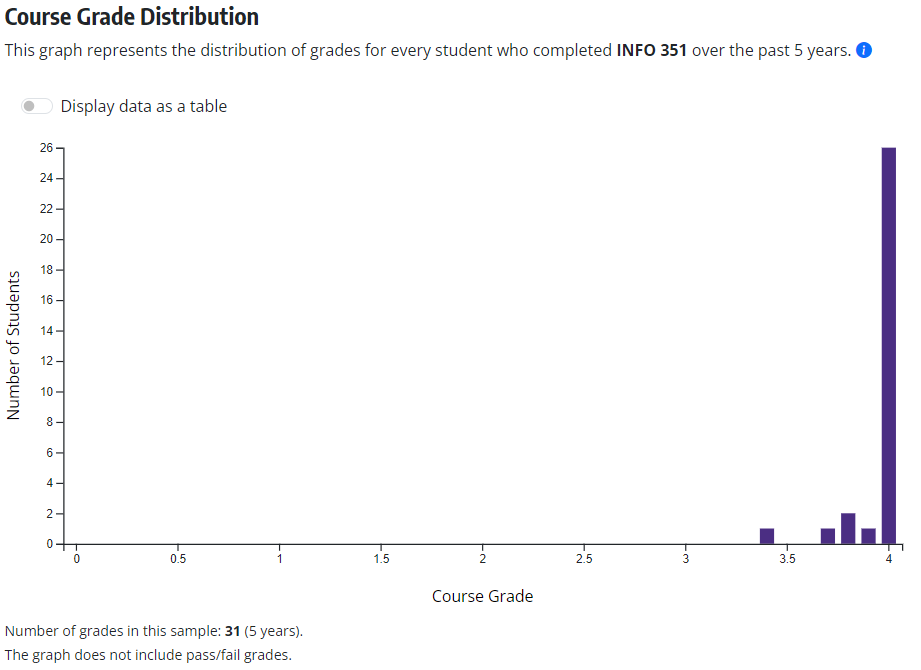 Course Grade Distribution
This graph represents the distribution of grades for every student who completed INFO 351 over the past 5 years. i
Display data as a table
26
24
22
20
18
16
14
12
10
8
6
4
2
0
Number of Students
0 0.5 1 1.5 2 2.5 3 3.5 4
Course Grade
Number of grades in this sample: 31 (5 years).
The graph does not include pass/fail grades.